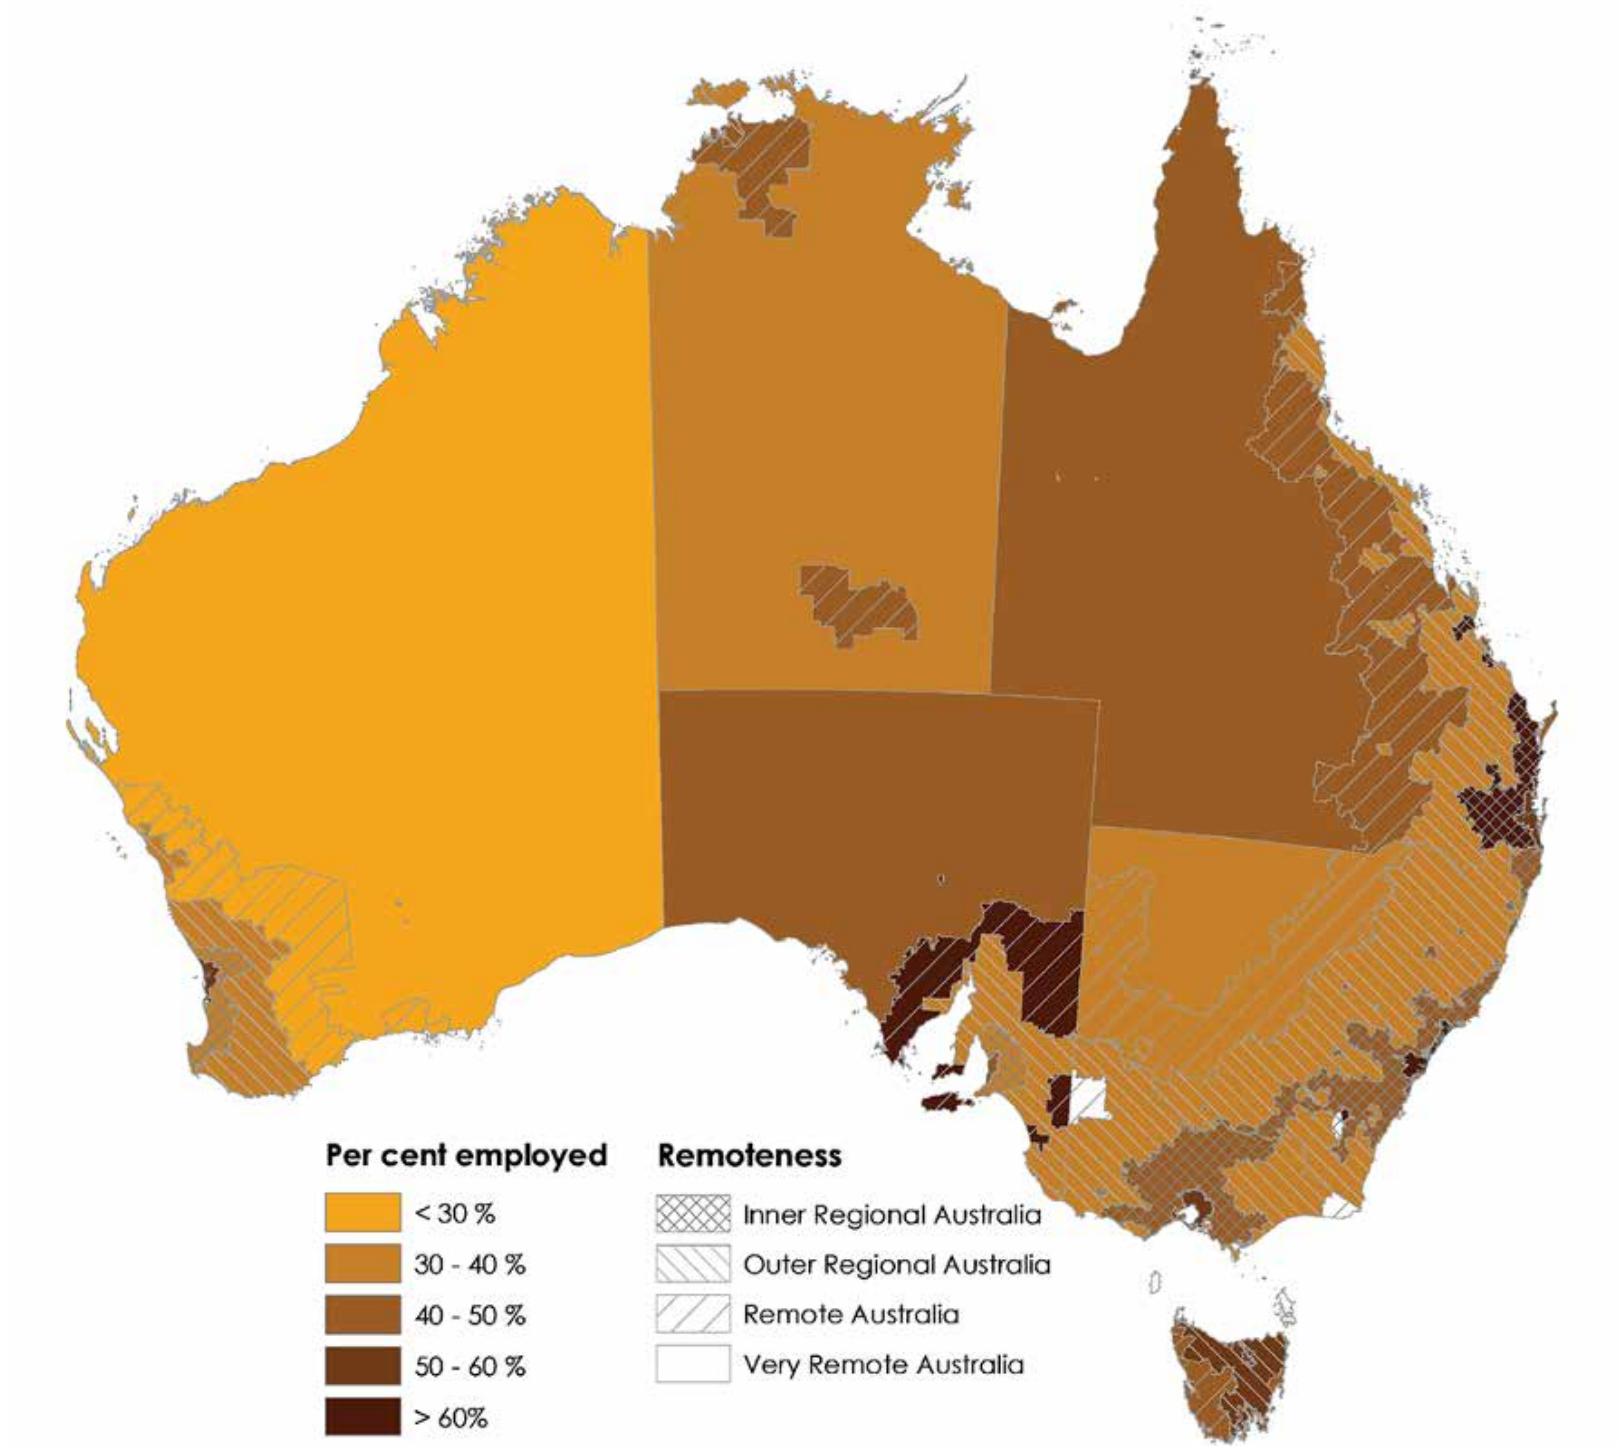 Per cent employed
< 30 %
30 - 40 %
40 - 50 %
50 - 60 %
> 60%
Remoteness
Inner Regional Australia
Outer Regional Australia
Remote Australia
Very Remote Australia